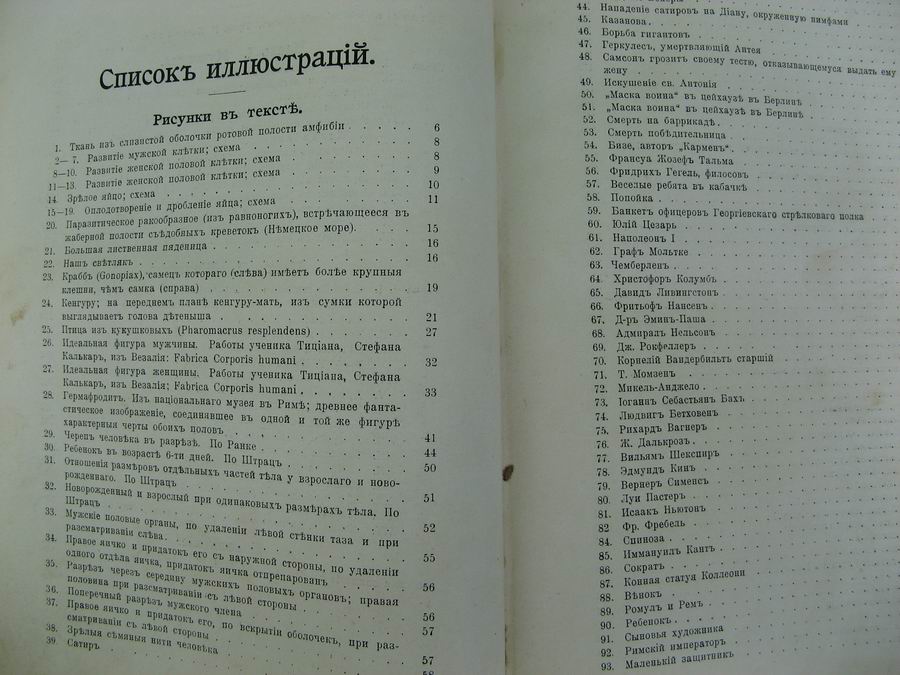 Списокъ иллюстрацій.
Рисунки въ текстѣ.
1. Ткань изъ слизистой оболочки ротовой полости амфибіи . . . . . 6
2— 7. Развитіе мужской клѣтки; схема . . . . . 8
8—10. Развитіе женской половой клѣтки; схема . . . . . 8
11—13. Развитіе женской половой клѣтки; схема . . . . . 9
14. Зрѣлое яйцо; схема . . . . . 10
15—19. Оплодотвореніе и дробленіе яйца; схема . . . . . 11
20. Паразитическое ракообразное (изъ равноногихъ), встрѣчающееся въ
жаберной полости съѣдобныхъ креветокъ (Нѣмецкое море). . . . . 15
21. Большая лиственная пяденица . . . . . 16
22. Нашъ свѣтлякъ . . . . . 16
23. Краббъ (Gonopiax), самецъ котораго (слѣва) имѣетъ болѣе крупныя
клешни, чѣмъ самка (справа) . . . . . 19
24. Кенгуру; на переднемъ планѣ кенгуру-мать, изъ сумки которой
выглядываетъ голова дѣтеныша . . . . . 21
25. Птица изъ кукушковыхъ (Pharomacrus resplendens) . . . . . 27
26. Идеальная фигура мужчины. Работы ученика Тиціана, Стефана
Калькаръ, изъ Везалія: Fabrica Corporis humani . . . . . 32
27. Идеальная фигура женщины. Работы ученика Тиціана, Стефана
Калькаръ, изъ Везалія: Fabrica Corporis humani . . . . . 33
28. Гермафродитъ. Изъ національнаго музея въ Римѣ; древнее фанта-
стическое изображеніе, соединявшее въ одной и той же фигурѣ
характерныя черты обоихъ половъ . . . . . 41
29. Черепъ человѣка въ разрѣзѣ. По Ранке . . . . . 44
30. Ребенокъ въ возрастѣ 6-ти дней. По Штрацъ . . . . . 50
31. Отношенія размѣровъ отдѣльныхъ частей тѣла у взрослаго и ново-
рожденнаго. По Штрацъ . . . . . 51
32. Новорожденный и взрослый при одинаковыхъ размѣрахъ тѣла. По
Штрацъ . . . . . 52
33. Мужскіе половые органы, по удаленіи лѣвой стѣнки таза и при
разсматриваніи слѣва . . . . . 55
34. Правое яичко и придатокъ его съ наружной стороны, по удаленіи
одного отдѣла яичка, придатокъ яичка отпрепарованъ . . . . . 56
35. Разрѣзъ черезъ середину мужскихъ половыхъ органовъ; правая
половина при разсматриваніи съ лѣвой стороны . . . . . 56
36. Поперечный разрѣзъ мужского члена . . . . . 57
37. Правое яичко и придатокъ его, по вскрытіи оболочекъ, при раз-
сматриваніи съ лѣвой стороны . . . . . 57
38. Зрѣлыя сѣмянныя нити человѣка . . . . . 58
39. Сатиръ
44. Нападеніе сатировъ на Діану, окруженную нимфами
45. Казанова
46. Борьба гигантовъ
47. Геркулесъ, умертвляющій Антея
48. Самсонъ грозитъ своему тестю, отказывающемуся выдать ему
жену
49. Искушеніе св. Антонія
50. „Маска воина“ въ цейхаузѣ въ Берлинѣ
51. „Маска воина“ въ цейхаузѣ въ Берлинѣ
52. Смерть на баррикадѣ
53. Смерть побѣдительница
54. Бизе, авторъ „Карменъ“
55. Франсуа Жозефъ Тальма
56. Фридрихъ Гегель, филосовъ
57. Веселые ребята въ кабачкѣ
58. Попойка
59. Банкетъ офицеровъ Георгіевскаго стрѣлковаго полка
60. Юлій Цезарь
61. Наполеонъ I
62. Графъ Мольтке
63. Чемберленъ
64. Христофоръ Колумбъ
65. Давидъ Ливингстонъ
66. Фритьофъ Нансенъ
67. Д-ръ Эминъ-Паша
68. Адмиралъ Нельсонъ
69. Дж. Рокфеллеръ
70. Корнелій Вандербильтъ старшій
71. Т. Момзенъ
72. Микель-Анджело
73. Іоганнъ Себастьянъ Бахъ
74. Людвигъ Бетховенъ
75. Рихардъ Вагнеръ
76. Ж. Далькрозъ
77. Вильямъ Шекспиръ
78. Эдмундъ Кинъ
79. Вернеръ Сименсъ
80. Луи Пастеръ
81. Исаакъ Ньютонъ
82 Фр. Фребель
84. Спиноза
85. Иммануилъ Кантъ
86. Сократъ
87. Конная статуя Коллеони
88. Вѣнокъ
89. Ромулъ и Ремъ
90. Ребенокъ
91. Сыновья художника
92. Римскій императоръ
93. Маленькій защитникъ